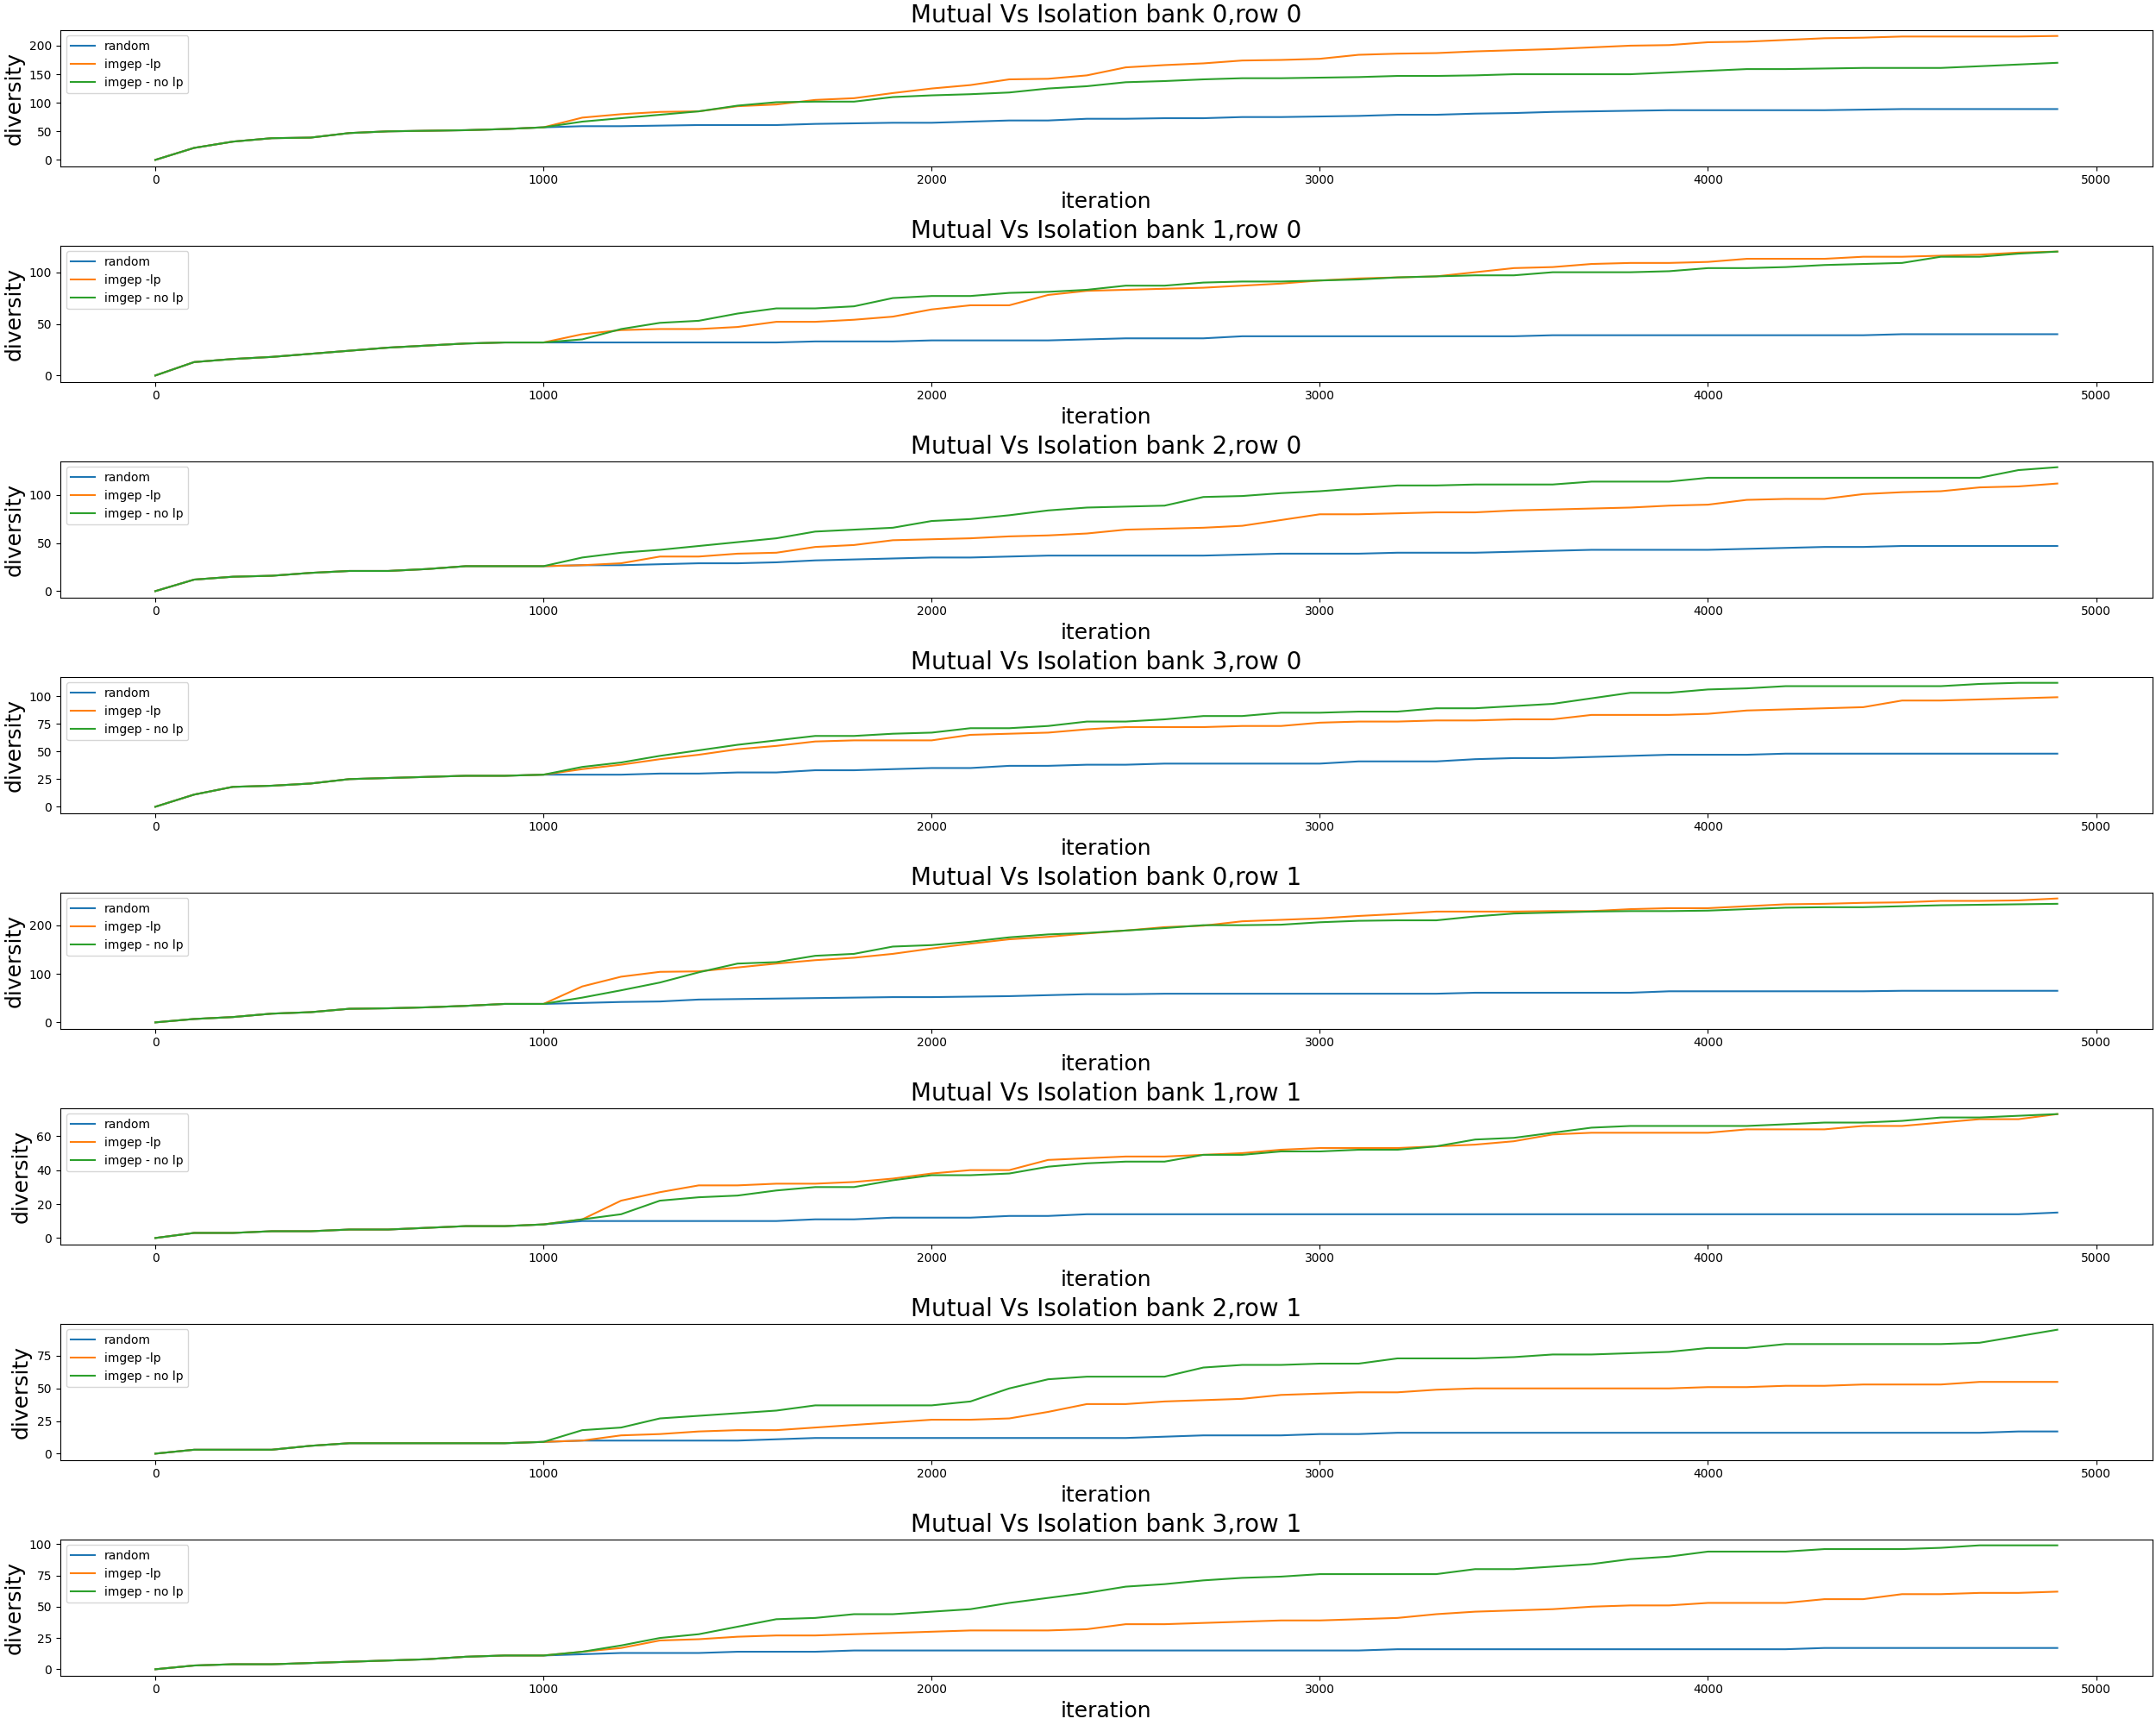 Mutual Vs Isolation bank 0,row 0
random
imgep -lp
imgep - no lp
diversity
200
150
100
50
0
0 1000 2000 3000 4000 5000
iteration
Mutual Vs Isolation bank 1,row 0
random
imgep -lp
imgep - no lp
diversity
100
50
0
0 1000 2000 3000 4000 5000
iteration
Mutual Vs Isolation bank 2,row 0
random
imgep -lp
imgep - no lp
diversity
100
50
0
0 1000 2000 3000 4000 5000
iteration
Mutual Vs Isolation bank 3,row 0
random
imgep -lp
imgep - no lp
diversity
100
75
50
25
0
0 1000 2000 3000 4000 5000
iteration
Mutual Vs Isolation bank 0,row 1
random
imgep -lp
imgep - no lp
diversity
200
100
0
0 1000 2000 3000 4000 5000
iteration
Mutual Vs Isolation bank 1,row 1
random
imgep -lp
imgep - no lp
diversity
60
40
20
0
0 1000 2000 3000 4000 5000
iteration
Mutual Vs Isolation bank 2,row 1
random
imgep -lp
imgep - no lp
diversity
75
50
25
0
0 1000 2000 3000 4000 5000
iteration
Mutual Vs Isolation bank 3,row 1
random
imgep -lp
imgep - no lp
diversity
100
75
50
25
0
0 1000 2000 3000 4000 5000
iteration